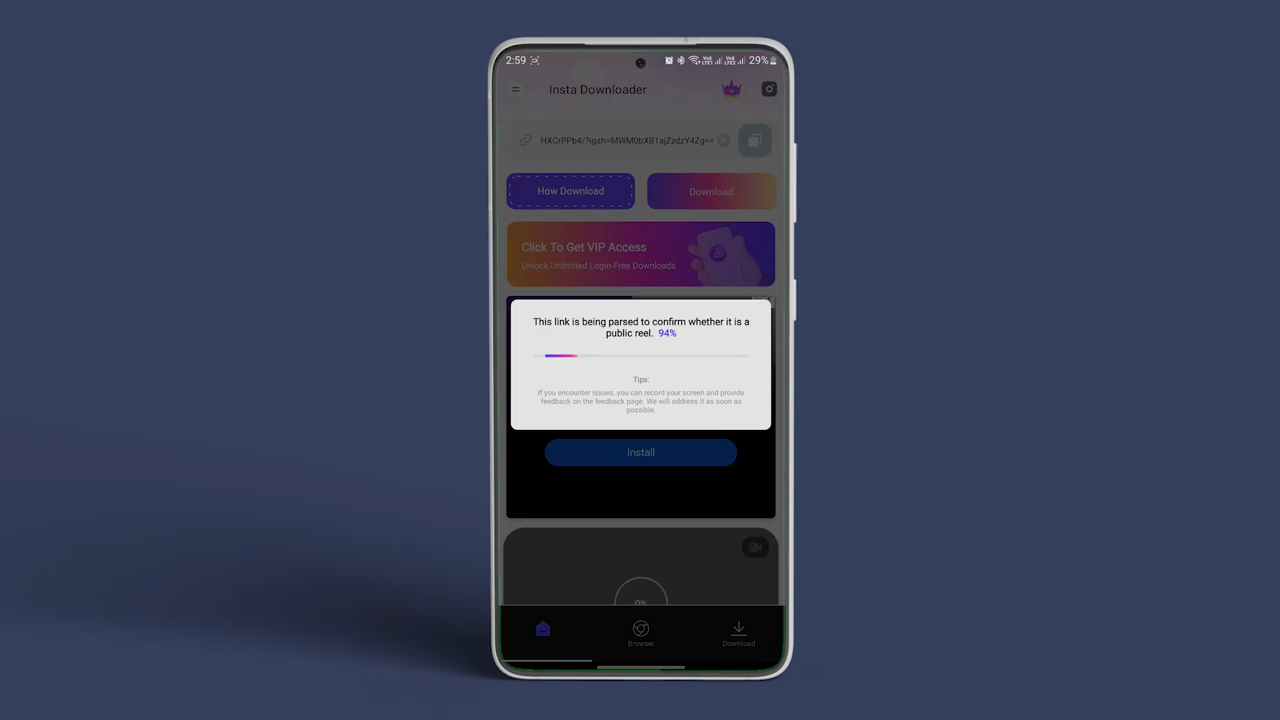 2:59
29%
Insta Downloader
HXCrPPb4/?igsh=MWM0bXB1ajZzdzY4Zg==
How Download
Download
Click To Get VIP Access
Unlock Unlimited Login-Free Downloads
This link is being parsed to confirm whether it is a
public reel. 94%
Tips:
If you encounter issues, you can record your screen and provide
feedback on the feedback page. We will address it as soon as
possible.
Install
0%
Browser
Download